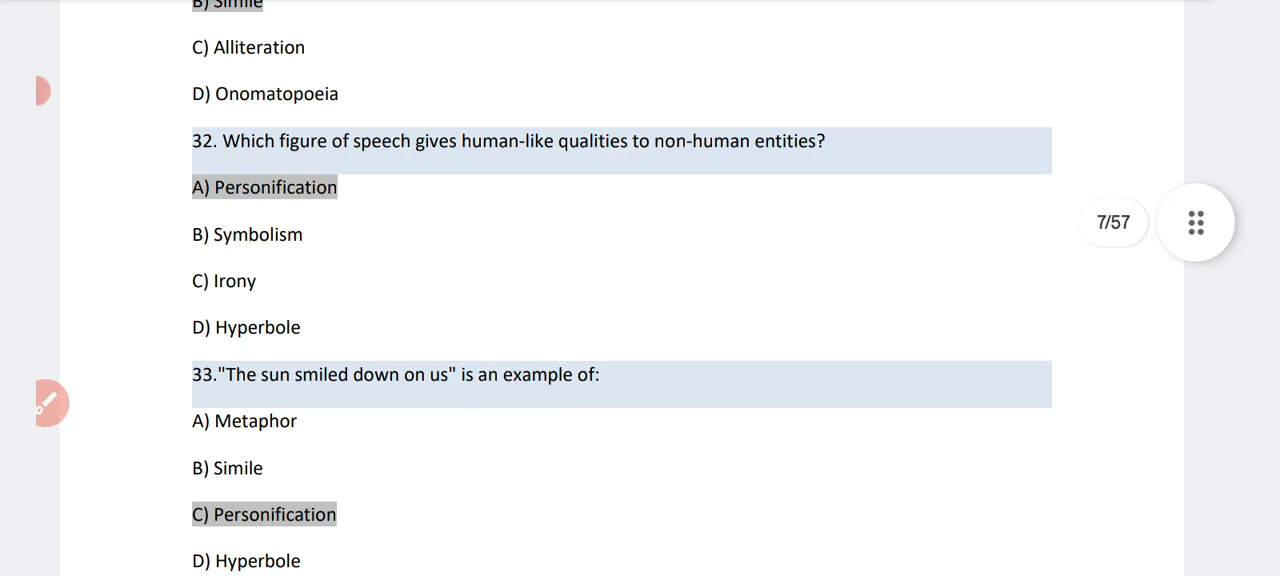 B) Simile
C) Alliteration
D) Onomatopoeia
32. Which figure of speech gives human-like qualities to non-human entities?
A) Personification
B) Symbolism
7/57
C) Irony
D) Hyperbole
33."The sun smiled down on us" is an example of:
A) Metaphor
B) Simile
C) Personification
D) Hyperbole